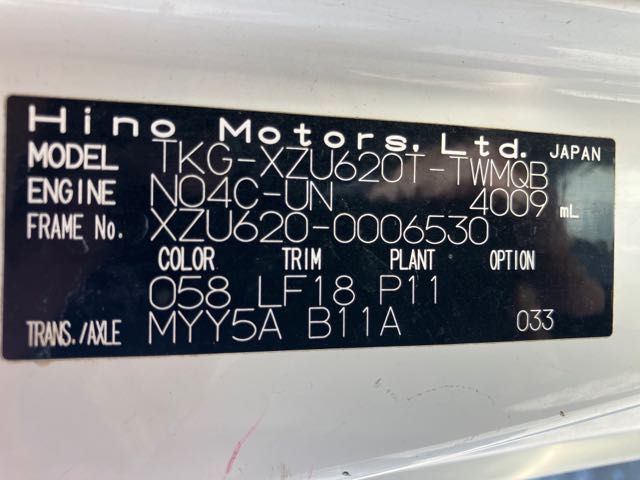 Hino Motors, Ltd. JAPAN
MODEL TKG-XZU620T-TWMQB
ENGINE N04C-UN 4009 mL
FRAME No. XZU620-0006530
COLOR TRIM PLANT OPTION
058 LF18 P11
TRANS./AXLE MYY5A B11A 033